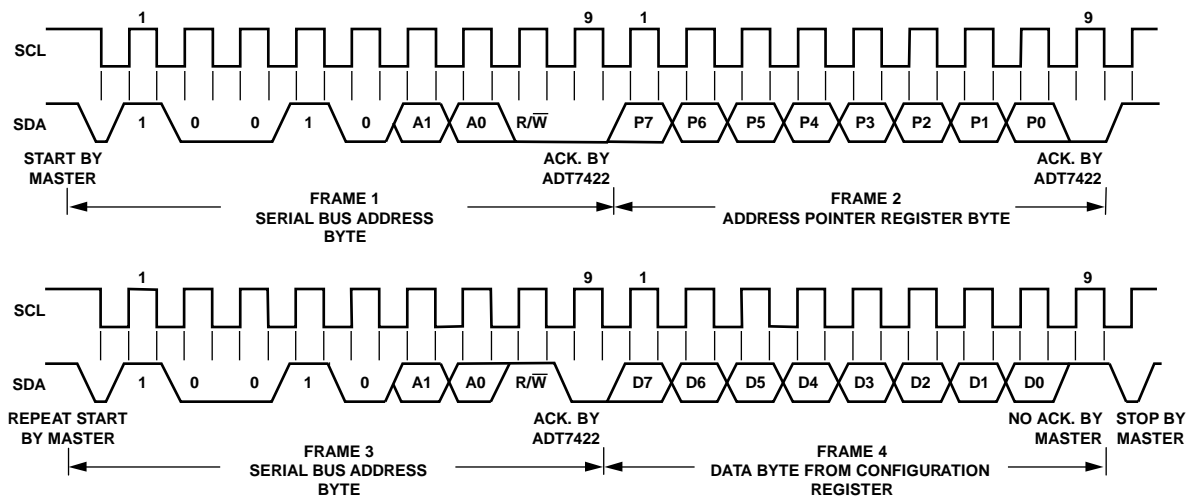 1 9 1 9
SCL
SDA 1 0 0 1 0 A1 A0 R/W̅ P7 P6 P5 P4 P3 P2 P1 P0
START BY
MASTER
ACK. BY
ADT7422
ACK. BY
ADT7422
FRAME 1
SERIAL BUS ADDRESS
BYTE
FRAME 2
ADDRESS POINTER REGISTER BYTE
1 9 1 9
SCL
SDA 1 0 0 1 0 A1 A0 R/W̅ D7 D6 D5 D4 D3 D2 D1 D0
REPEAT START
BY MASTER
ACK. BY
ADT7422
NO ACK. BY
MASTER
STOP BY
MASTER
FRAME 3
SERIAL BUS ADDRESS
BYTE
FRAME 4
DATA BYTE FROM CONFIGURATION
REGISTER